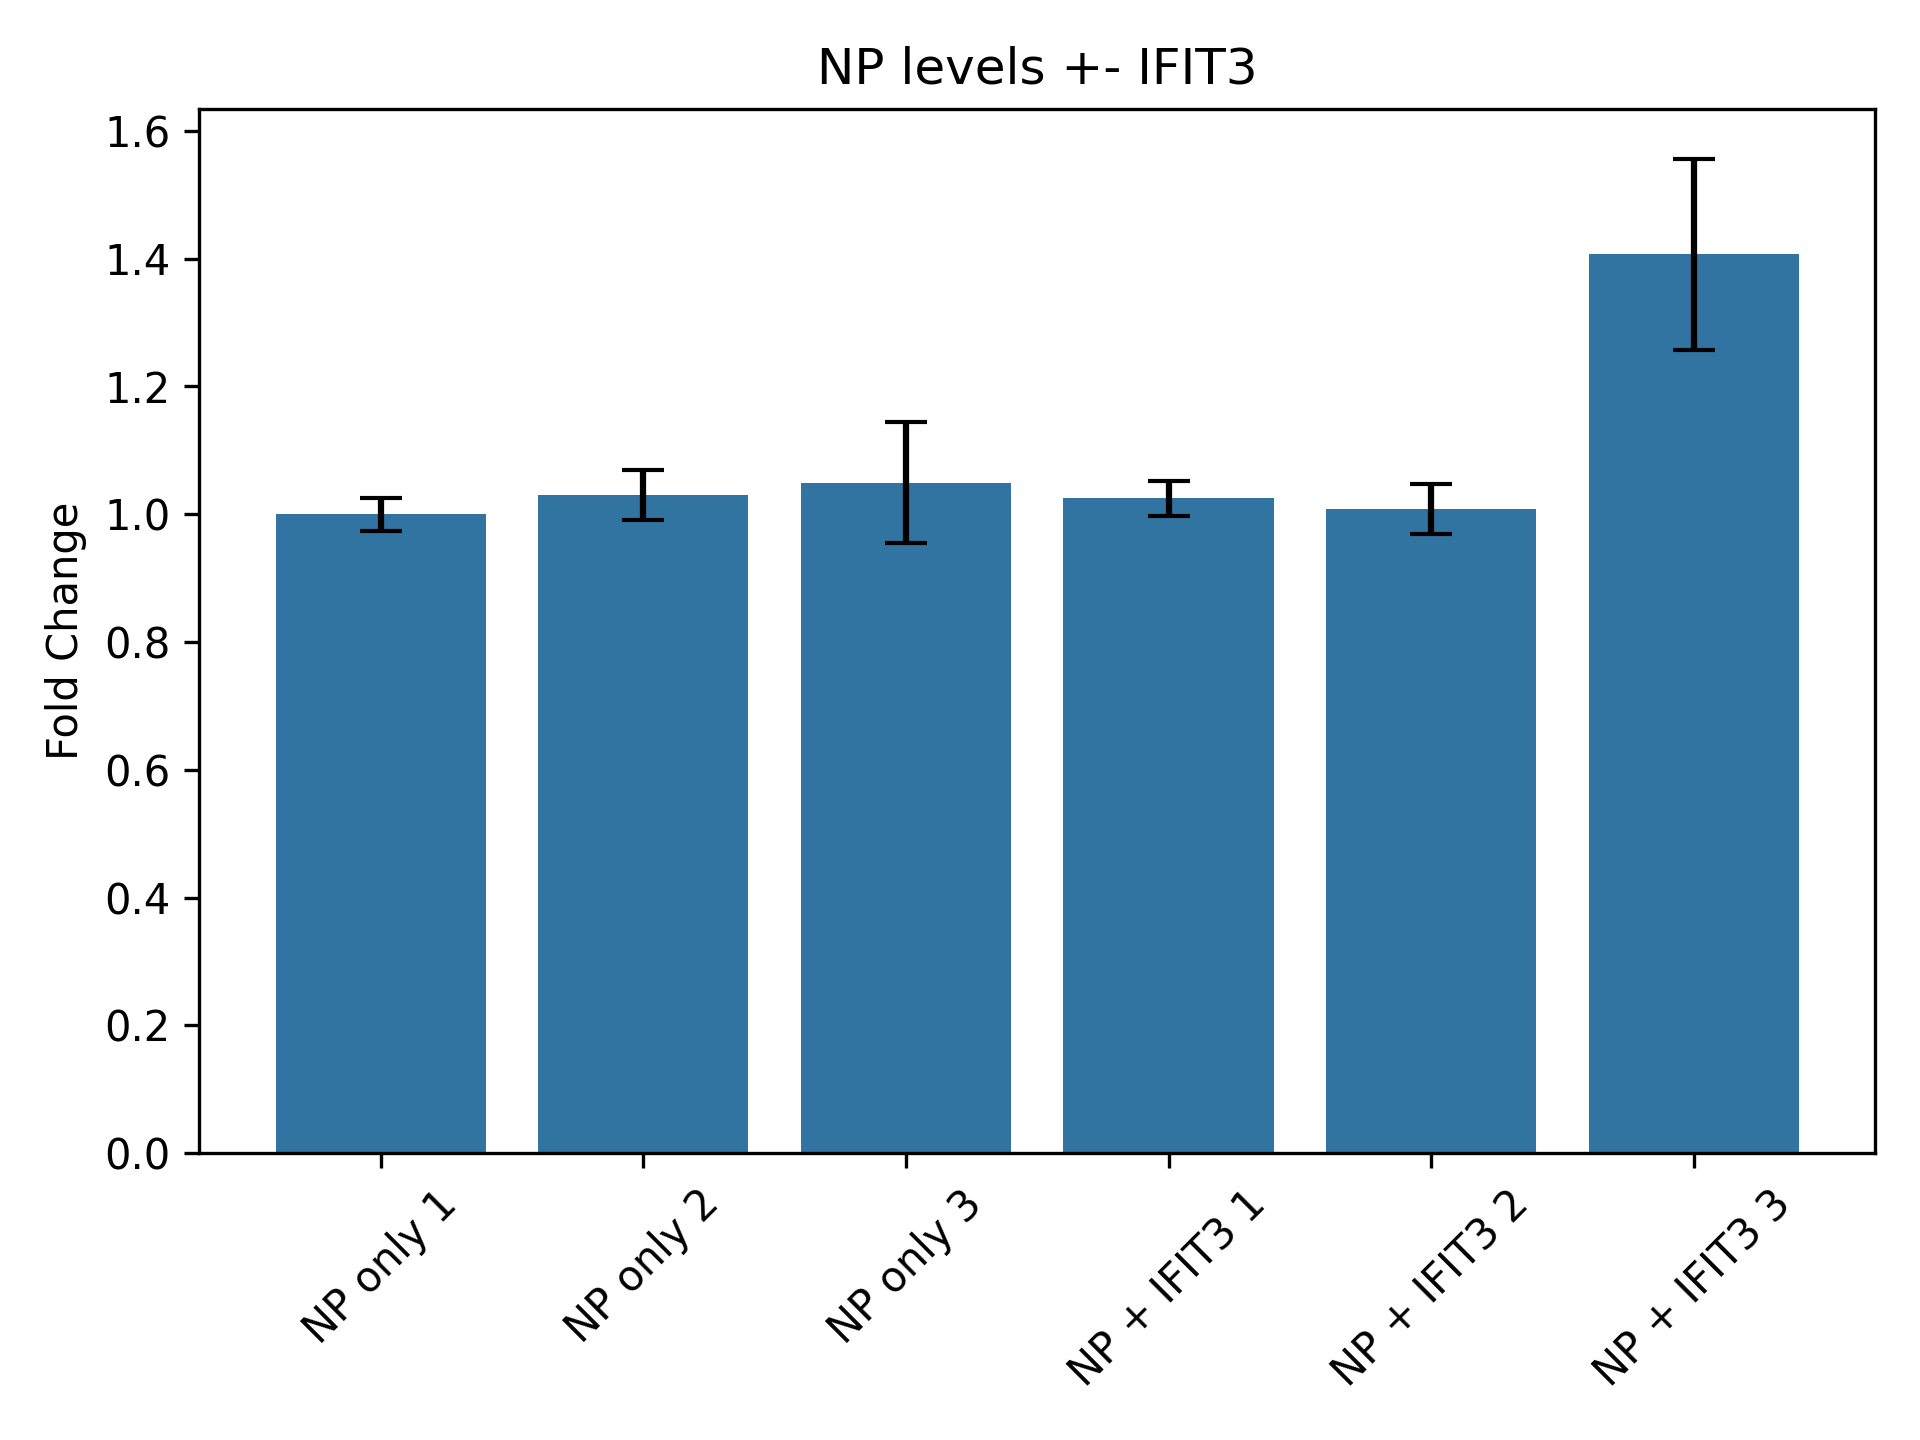 NP levels +- IFIT3
Fold Change
1.6
1.4
1.2
1.0
0.8
0.6
0.4
0.2
0.0
NP only 1
NP only 2
NP only 3
NP + IFIT3 1
NP + IFIT3 2
NP + IFIT3 3